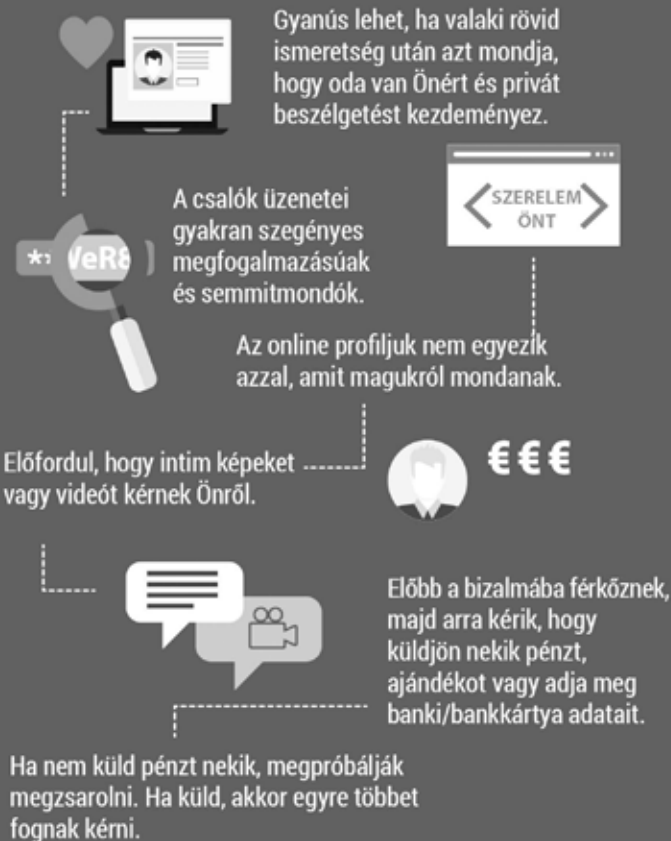 Gyanús lehet, ha valaki rövid
ismeretség után azt mondja,
hogy oda van Önért és privát
beszélgetést kezdeményez.
SZERELEM
ÖNT
A csalók üzenetei
gyakran szegényes
megfogalmazásúak
és semmitmondók.
** VeR8
Az online profiljuk nem egyezik
azzal, amit magukról mondanak.
Előfordul, hogy intim képeket
vagy videót kérnek Önről.
€€€
Előbb a bizalmába férkőznek,
majd arra kérik, hogy
küldjön nekik pénzt,
ajándékot vagy adja meg
banki/bankkártya adatait.
Ha nem küld pénzt nekik, megpróbálják
megzsarolni. Ha küld, akkor egyre többet
fognak kérni.